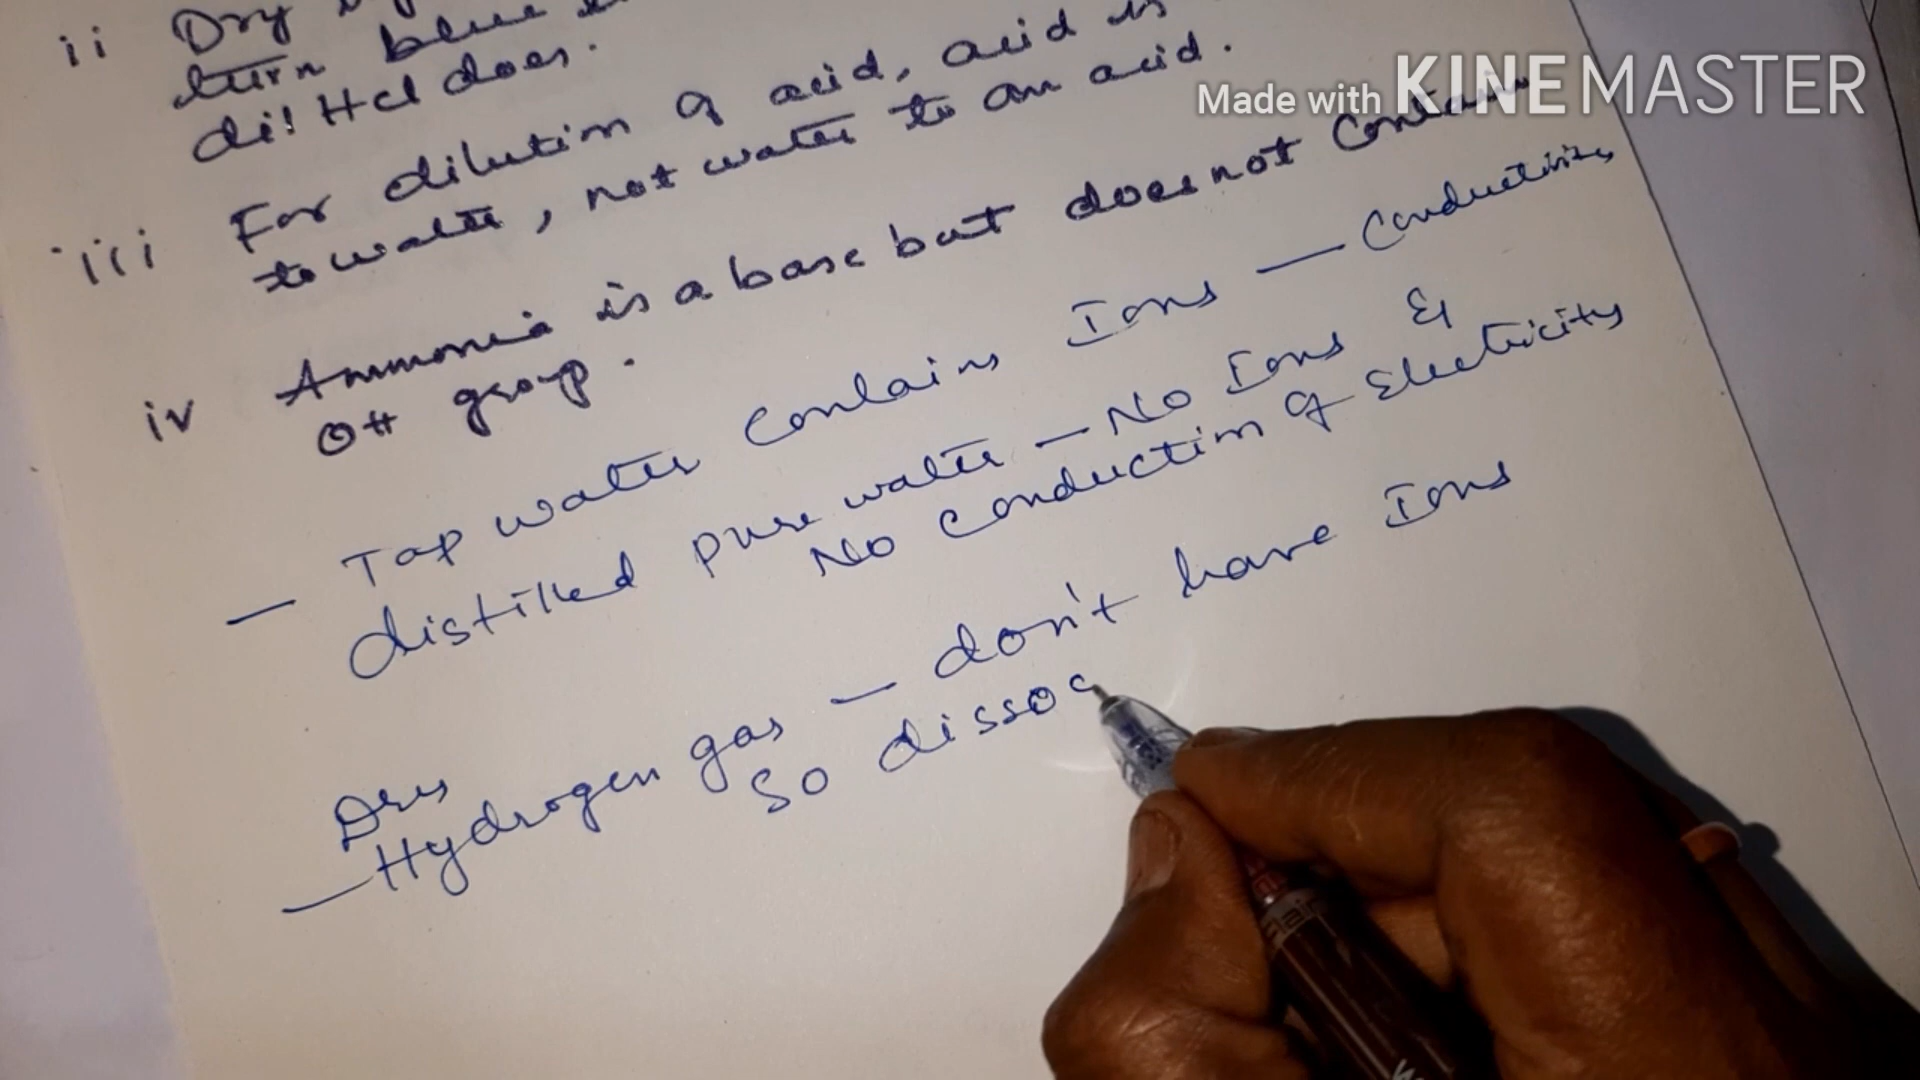 ii Dry
turn blue
dil HCl does.
iii For dilution of acid, acid is
to water, not water to an acid.
iv Ammonia is a base but does not contain
OH group.
— Tap water contains Ions — Conductivity
distilled pure water — No Ions &
No conduction of Electricity
Dry
— Hydrogen gas — don't have Ions
So dissoc
Made with KINEMASTER